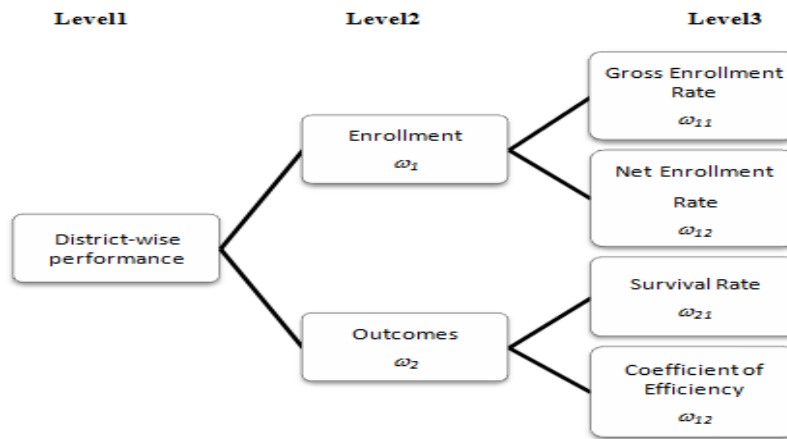 Level1 Level2 Level3
Gross Enrollment
Rate
ω11
Enrollment
ω1
Net Enrollment
Rate
ω12
District-wise
performance
Survival Rate
ω21
Outcomes
ω2
Coefficient of
Efficiency
ω12